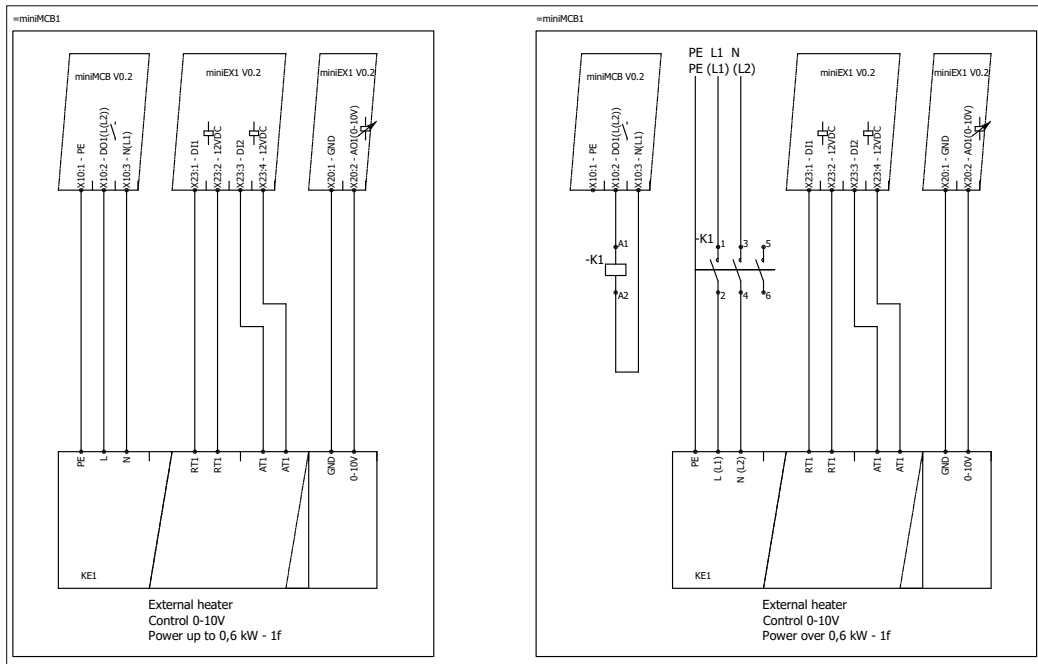 =miniMCB1
miniMCB V0.2
miniEX1 V0.2
miniEX1 V0.2
X10:1 - PE
X10:2 - DO1(L(L2))
X10:3 - N(L1)
X23:1 - DI1
X23:2 - 12VDC
X23:3 - DI2
X23:4 - 12VDC
X20:1 - GND
X20:2 - AO1(0-10V)
PE
L
N
RT1
RT1
AT1
AT1
GND
0-10V
KE1
External heater
Control 0-10V
Power up to 0,6 kW - 1f
=miniMCB1
PE L1 N
PE (L1) (L2)
miniMCB V0.2
miniEX1 V0.2
miniEX1 V0.2
X10:1 - PE
X10:2 - DO1(L(L2))
X10:3 - N(L1)
X23:1 - DI1
X23:2 - 12VDC
X23:3 - DI2
X23:4 - 12VDC
X20:1 - GND
X20:2 - AO1(0-10V)
A1
-K1
A2
-K1
1
3
5
2
4
6
PE
L (L1)
N (L2)
RT1
RT1
AT1
AT1
GND
0-10V
KE1
External heater
Control 0-10V
Power over 0,6 kW - 1f